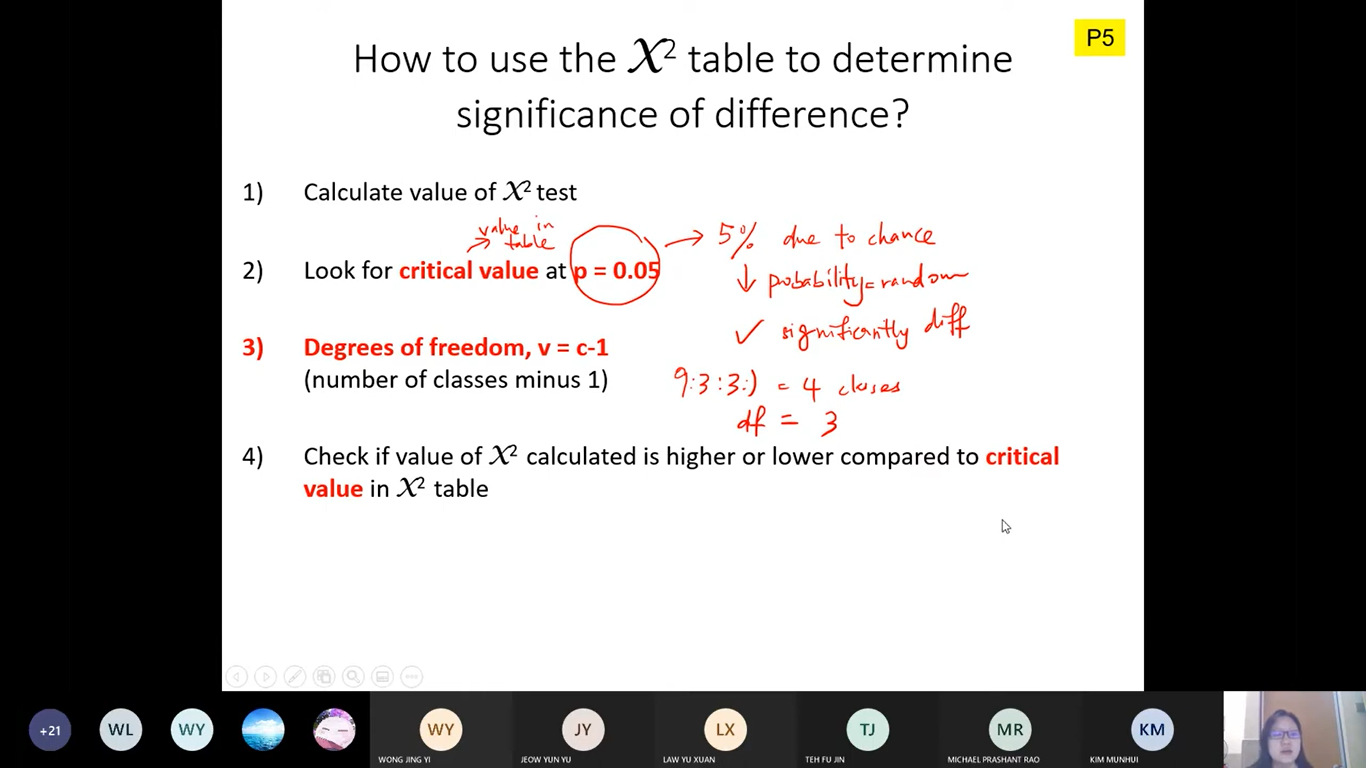 P5
How to use the X² table to determine
significance of difference?
1) Calculate value of X² test
value in
table
5% due to chance
2) Look for critical value at p = 0.05
↓ probability = random
✓ significantly diff
3) Degrees of freedom, v = c-1
(number of classes minus 1)
9:3:3:1 = 4 classes
df = 3
4) Check if value of X² calculated is higher or lower compared to critical
value in X² table
+21
WL
WY
WY
JY
LX
TJ
MR
KM
WONG JING YI
JEOW YUN YU
LAW YU XUAN
TEH FU JIN
MICHAEL PRASHANT RAO
KIM MUNHUI